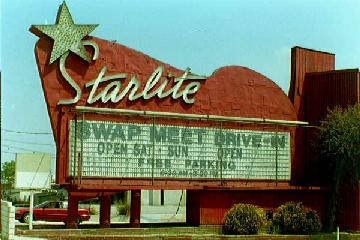 Starlite
SWAP MEET DRIVE-IN
OPEN SAT SUN
FREE PARKING